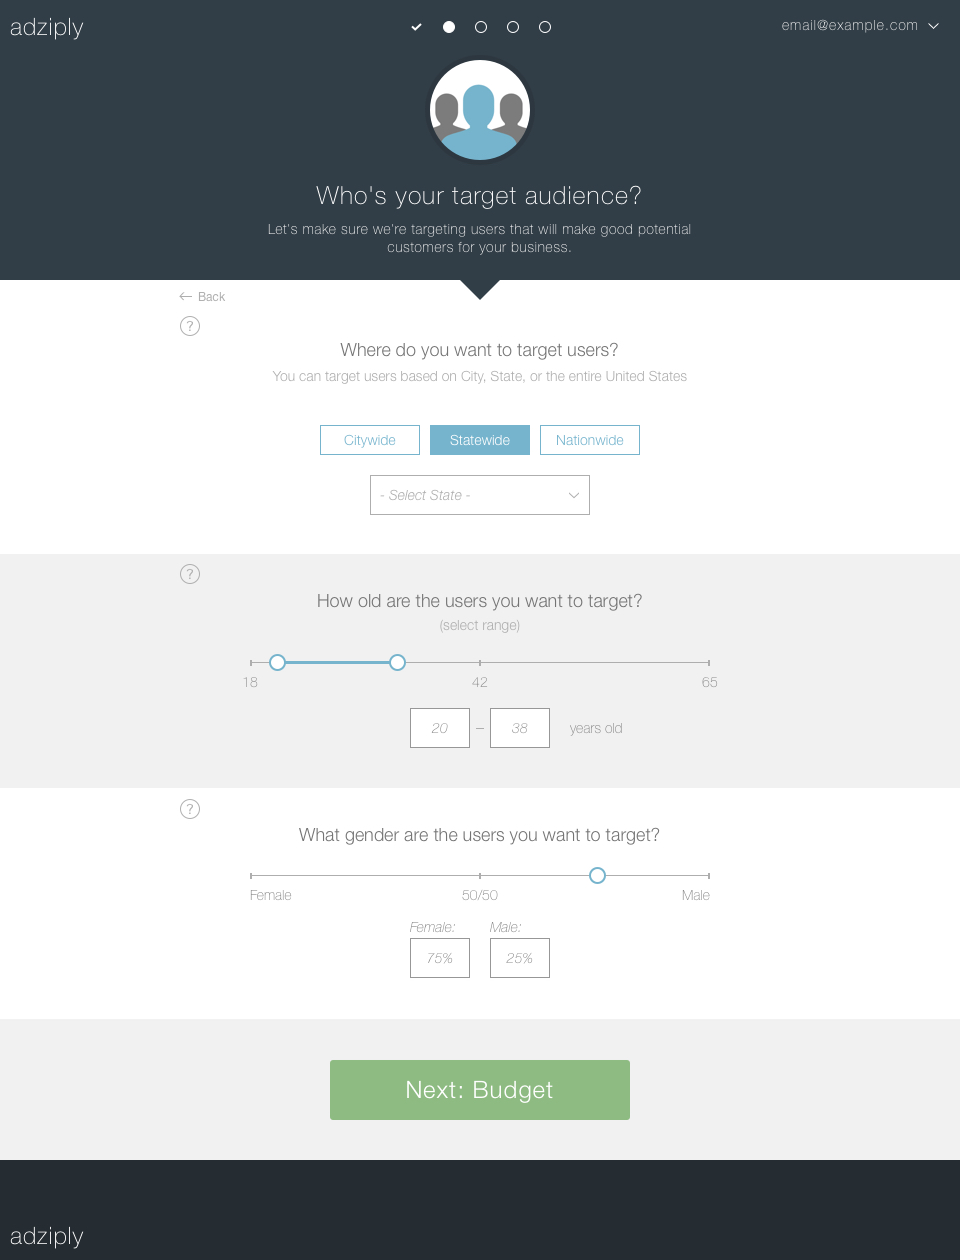 adziply
email@example.com
Who's your target audience?
Let's make sure we're targeting users that will make good potential
customers for your business.
Back
?
Where do you want to target users?
You can target users based on City, State, or the entire United States
Citywide Statewide Nationwide
- Select State -
?
How old are the users you want to target?
(select range)
18 42 65
20 – 38 years old
?
What gender are the users you want to target?
Female 50/50 Male
Female: Male:
75% 25%
Next: Budget
adziply